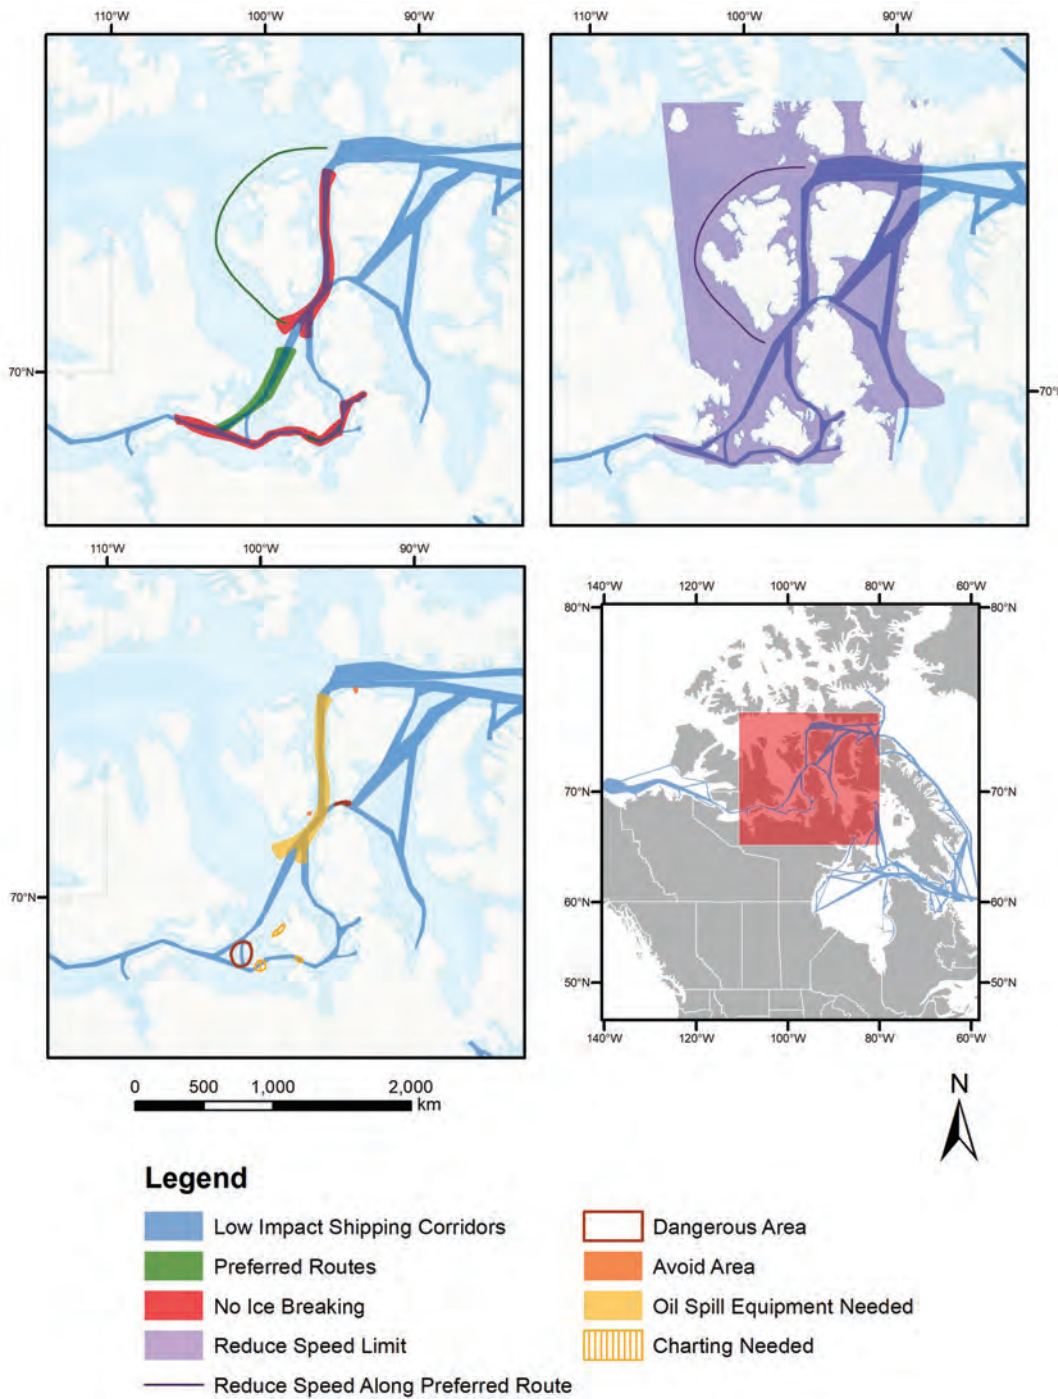 110°W 100°W 90°W
110°W 100°W 90°W
70°N
70°N
110°W 100°W 90°W
70°N
140°W 120°W 100°W 80°W 60°W
80°N 80°N
70°N 70°N
60°N 60°N
50°N 50°N
140°W 120°W 100°W 80°W 60°W
0 500 1,000 2,000
km
N
Legend
Low Impact Shipping Corridors
Preferred Routes
No Ice Breaking
Reduce Speed Limit
Reduce Speed Along Preferred Route
Dangerous Area
Avoid Area
Oil Spill Equipment Needed
Charting Needed